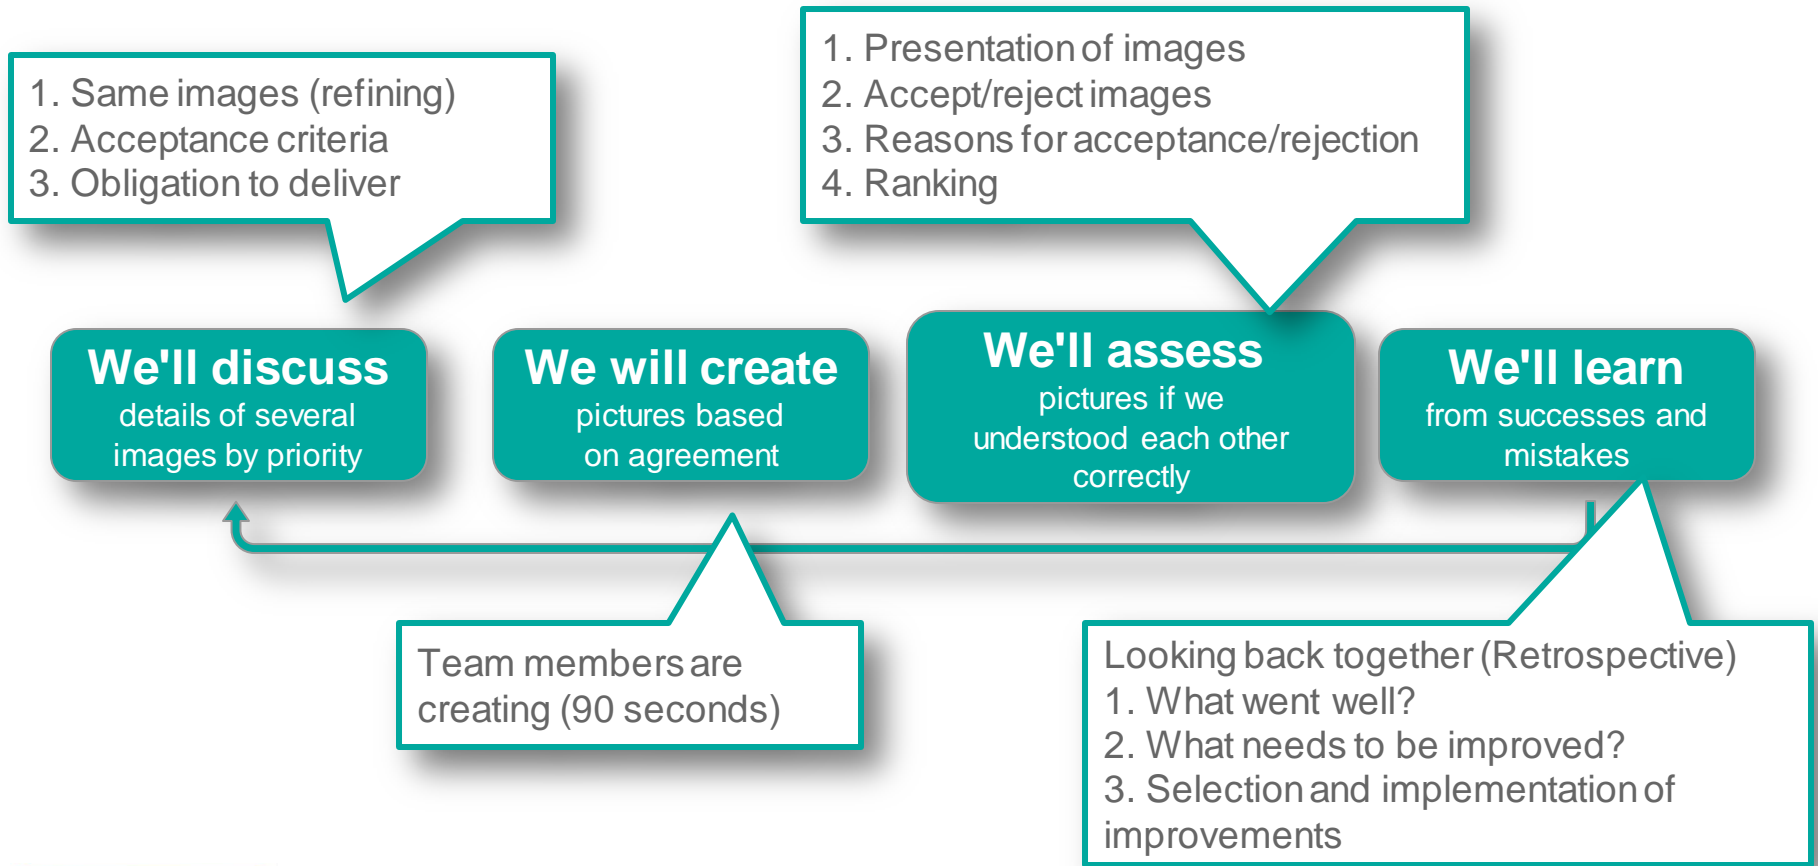 1. Same images (refining)
2. Acceptance criteria
3. Obligation to deliver
1. Presentation of images
2. Accept/reject images
3. Reasons for acceptance/rejection
4. Ranking
We'll discuss
details of several
images by priority
We will create
pictures based
on agreement
We'll assess
pictures if we
understood each other
correctly
We'll learn
from successes and
mistakes
Team members are
creating (90 seconds)
Looking back together (Retrospective)
1. What went well?
2. What needs to be improved?
3. Selection and implementation of
improvements